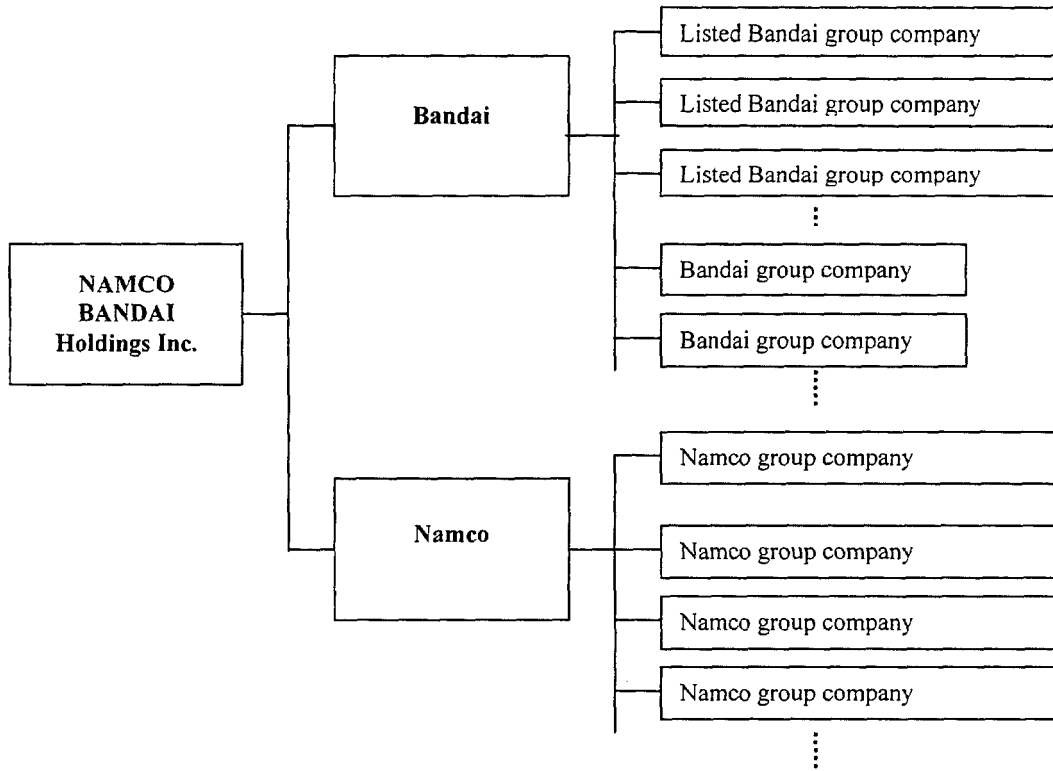 NAMCO
BANDAI
Holdings Inc.
Bandai
Listed Bandai group company
Listed Bandai group company
Listed Bandai group company
Bandai group company
Bandai group company
Namco
Namco group company
Namco group company
Namco group company
Namco group company